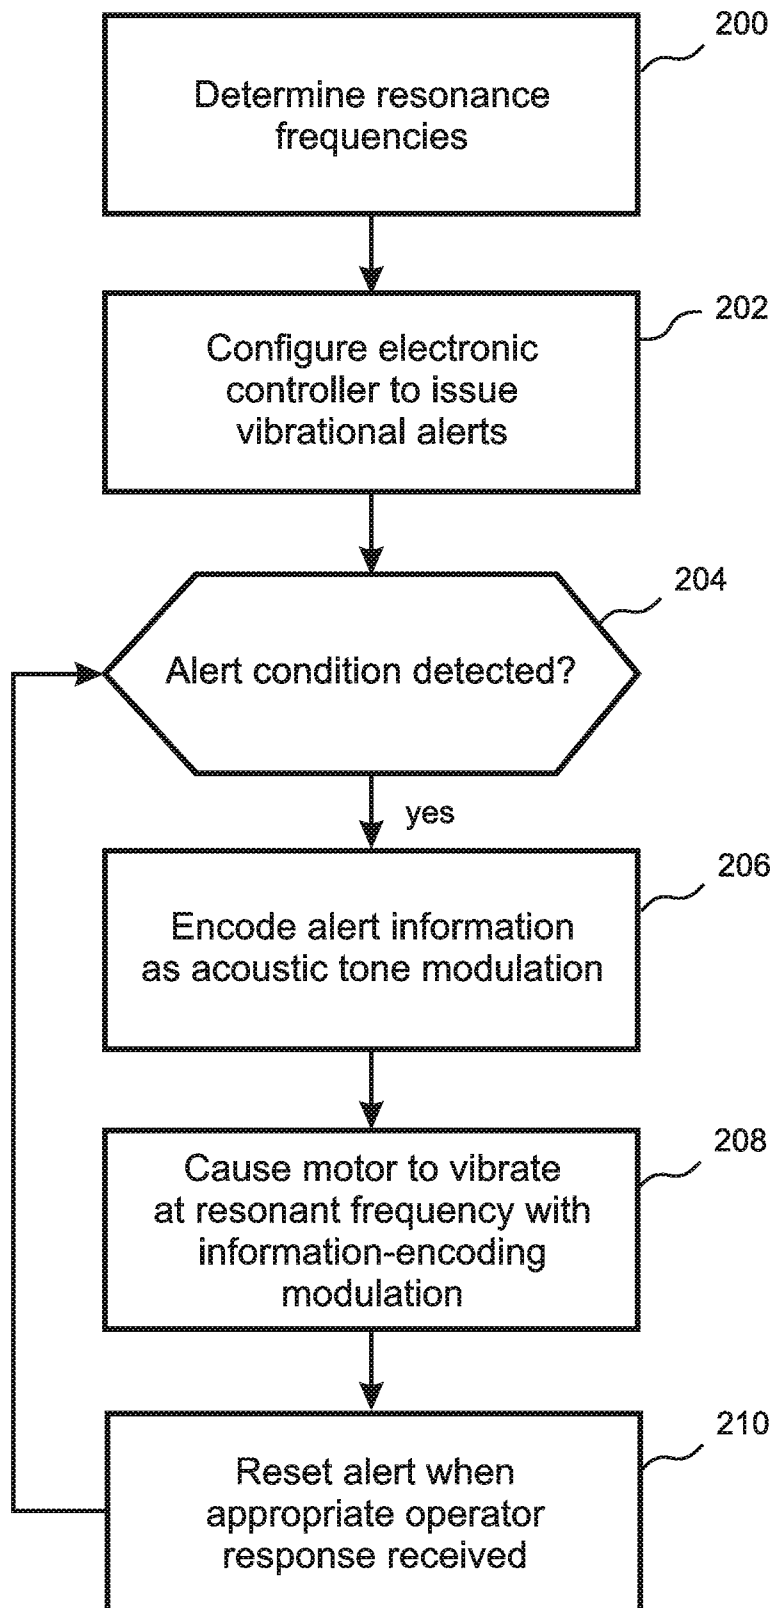 200
Determine resonance
frequencies
202
Configure electronic
controller to issue
vibrational alerts
204
Alert condition detected?
yes
206
Encode alert information
as acoustic tone modulation
208
Cause motor to vibrate
at resonant frequency with
information-encoding
modulation
210
Reset alert when
appropriate operator
response received